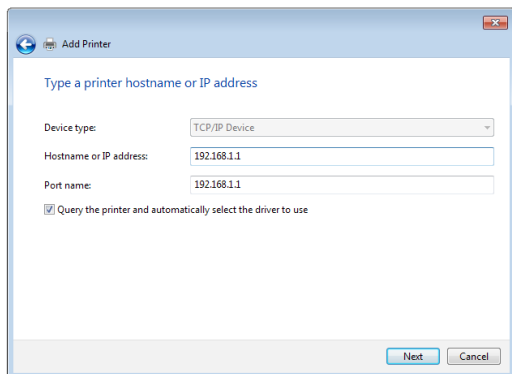 Add Printer
Type a printer hostname or IP address
Device type: TCP/IP Device
Hostname or IP address: 192.168.1.1
Port name: 192.168.1.1
Query the printer and automatically select the driver to use
Next Cancel